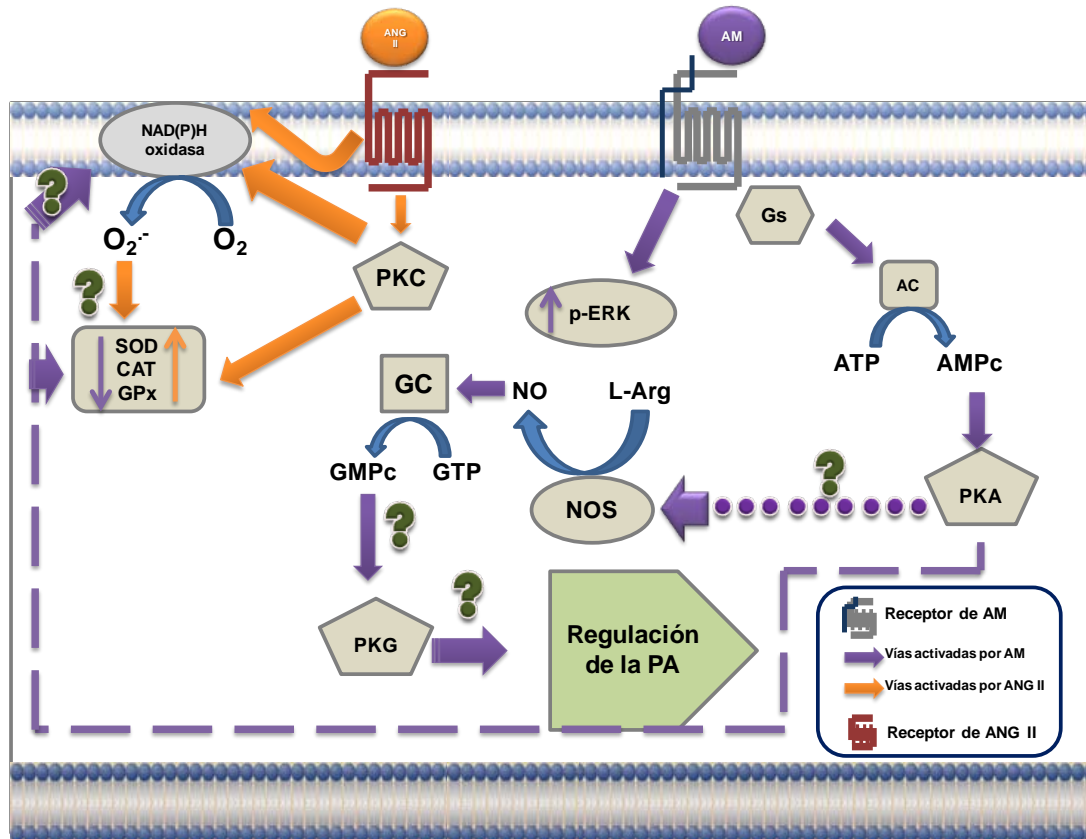 ANG
II
AM
NAD(P)H
oxidasa
?
O2.-
O2
Gs
PKC
AC
?
p-ERK
SOD
CAT
GPx
ATP
AMPc
GC
NO
L-Arg
GMPc
GTP
?
PKA
NOS
?
?
PKG
Regulación
de la PA
Receptor de AM
Vías activadas por AM
Vías activadas por ANG II
Receptor de ANG II